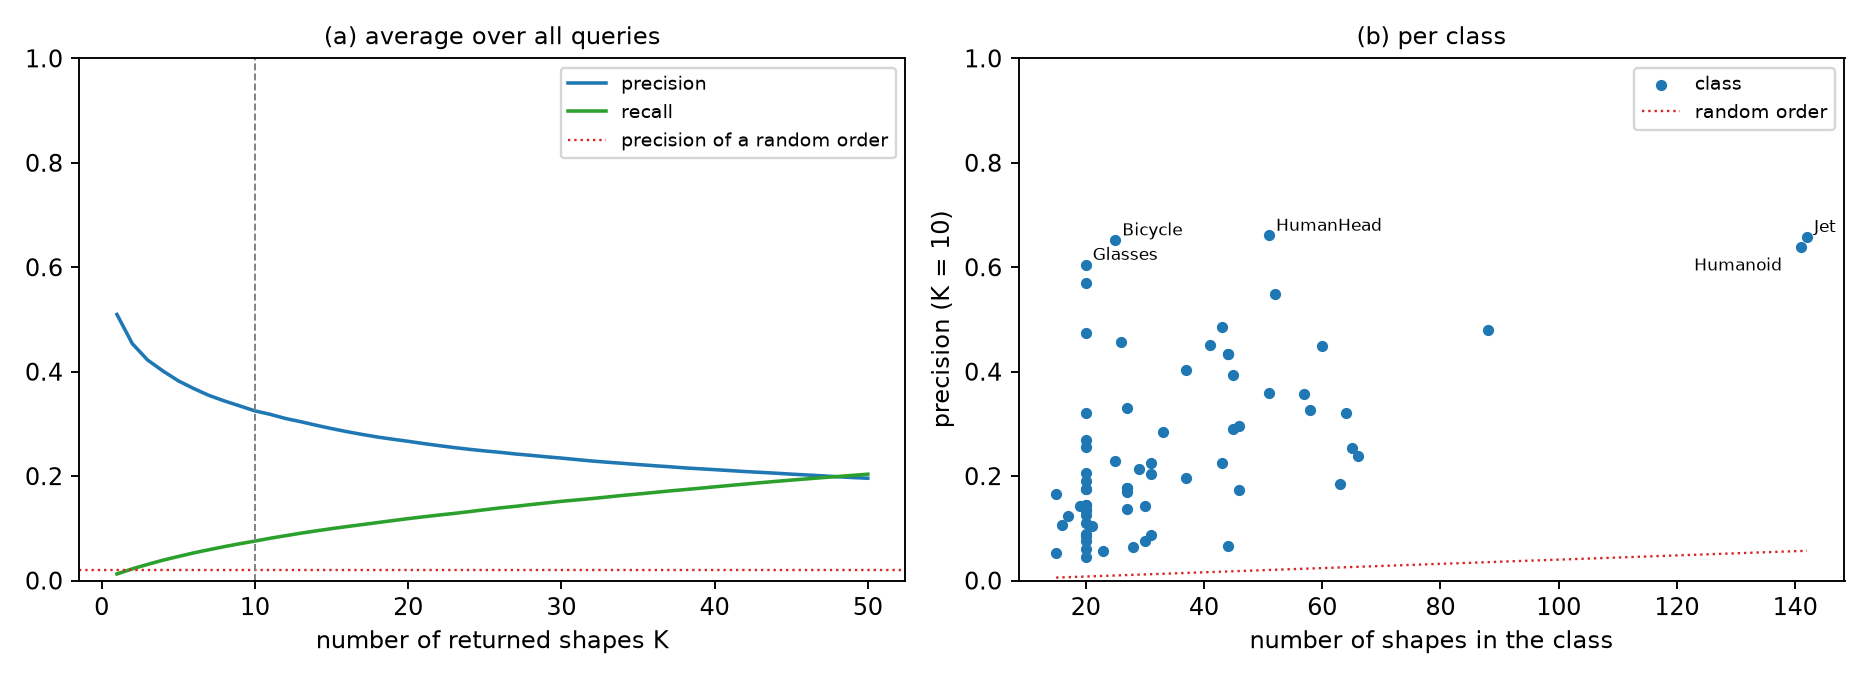 (a) average over all queries
1.0
0.8
0.6
0.4
0.2
0.0
precision
recall
precision of a random order
0 10 20 30 40 50
number of returned shapes K
(b) per class
precision (K = 10)
1.0
0.8
0.6
0.4
0.2
0.0
class
random order
Bicycle
Glasses
HumanHead
Jet
Humanoid
20 40 60 80 100 120 140
number of shapes in the class